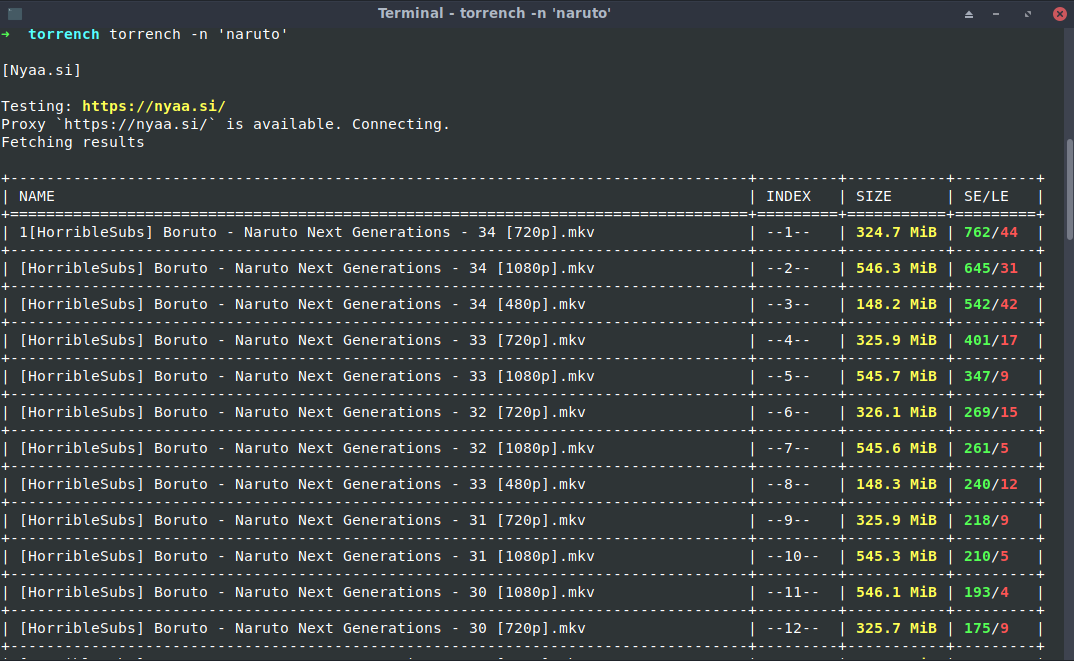 Terminal - torrench -n 'naruto'
➜ torrench torrench -n 'naruto'
[Nyaa.si]
Testing: https://nyaa.si/
Proxy `https://nyaa.si/` is available. Connecting.
Fetching results
| NAME | INDEX | SIZE | SE/LE |
| 1[HorribleSubs] Boruto - Naruto Next Generations - 34 [720p].mkv | --1-- | 324.7 MiB | 762/44 |
| [HorribleSubs] Boruto - Naruto Next Generations - 34 [1080p].mkv | --2-- | 546.3 MiB | 645/31 |
| [HorribleSubs] Boruto - Naruto Next Generations - 34 [480p].mkv | --3-- | 148.2 MiB | 542/42 |
| [HorribleSubs] Boruto - Naruto Next Generations - 33 [720p].mkv | --4-- | 325.9 MiB | 401/17 |
| [HorribleSubs] Boruto - Naruto Next Generations - 33 [1080p].mkv | --5-- | 545.7 MiB | 347/9 |
| [HorribleSubs] Boruto - Naruto Next Generations - 32 [720p].mkv | --6-- | 326.1 MiB | 269/15 |
| [HorribleSubs] Boruto - Naruto Next Generations - 32 [1080p].mkv | --7-- | 545.6 MiB | 261/5 |
| [HorribleSubs] Boruto - Naruto Next Generations - 33 [480p].mkv | --8-- | 148.3 MiB | 240/12 |
| [HorribleSubs] Boruto - Naruto Next Generations - 31 [720p].mkv | --9-- | 325.9 MiB | 218/9 |
| [HorribleSubs] Boruto - Naruto Next Generations - 31 [1080p].mkv | --10-- | 545.3 MiB | 210/5 |
| [HorribleSubs] Boruto - Naruto Next Generations - 30 [1080p].mkv | --11-- | 546.1 MiB | 193/4 |
| [HorribleSubs] Boruto - Naruto Next Generations - 30 [720p].mkv | --12-- | 325.7 MiB | 175/9 |